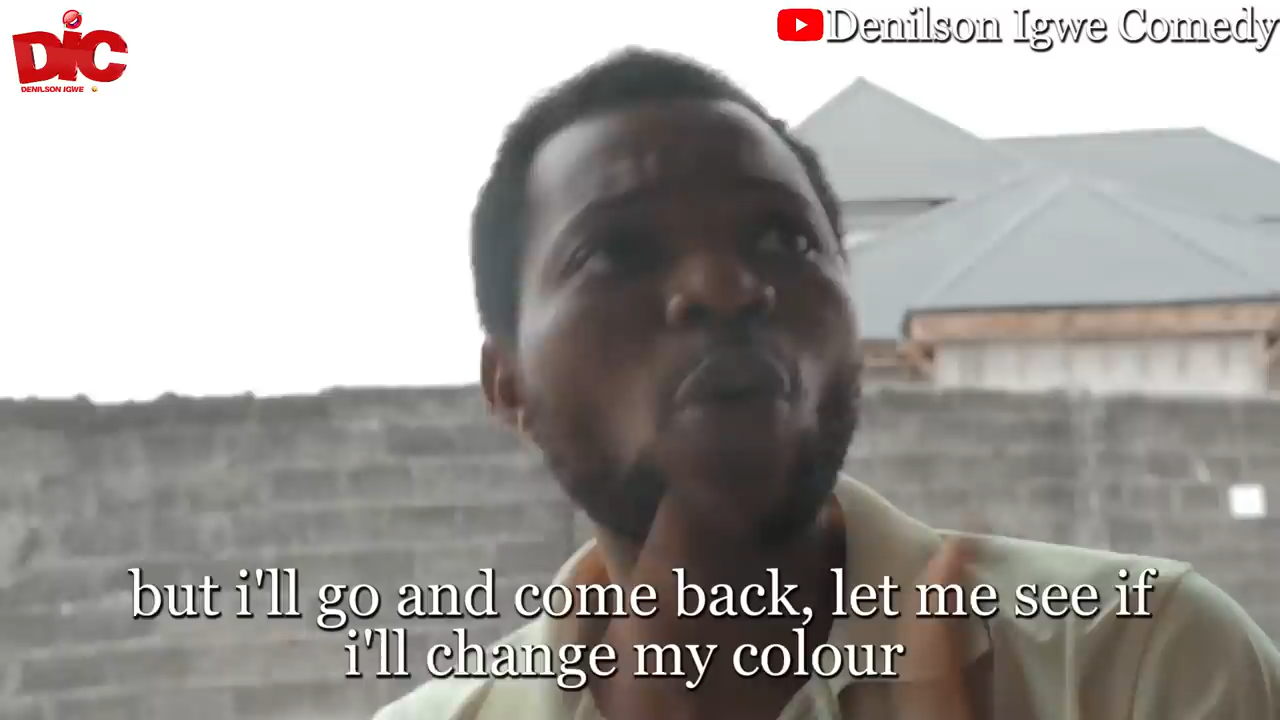 DiC
DENILSON IGWE
Denilson Igwe Comedy
but i'll go and come back, let me see if
i'll change my colour